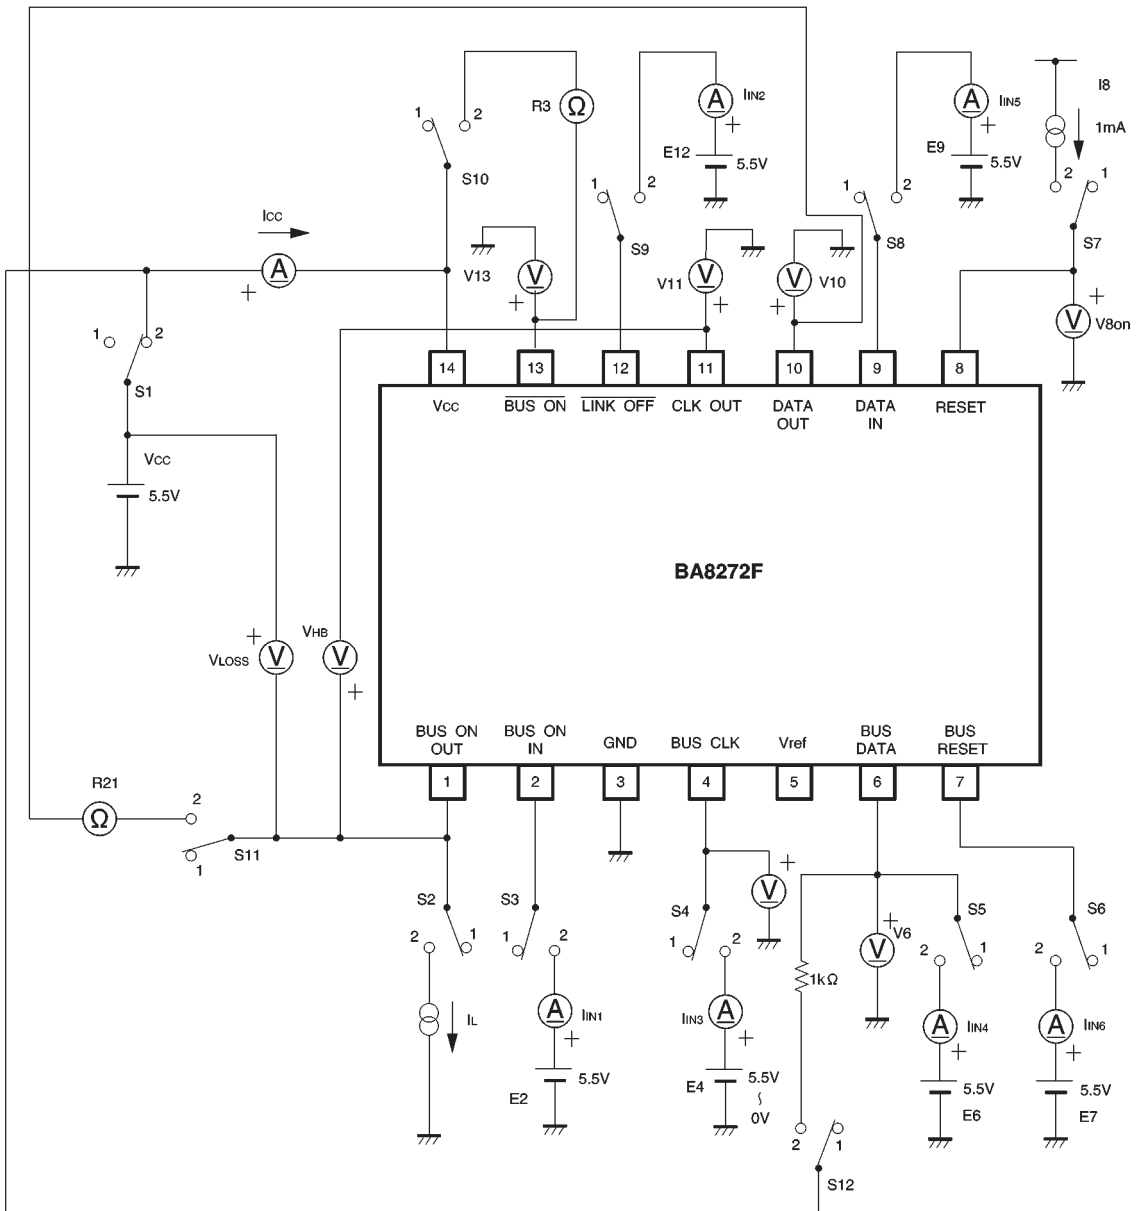 1
2
R3
Ω
S10
ICC
A
+
V13
V
+
1
2
S9
E12
A
IIN2
+
5.5V
V11
V
+
V10
V
+
1
2
S8
E9
A
IIN5
+
5.5V
I8
1mA
2
1
S7
+
V
V8on
1
2
S1
VCC
5.5V
14
13
12
11
10
9
8
VCC
BUS ON
LINK OFF
CLK OUT
DATA
OUT
DATA
IN
RESET
BA8272F
+
VLOSS
V
VHB
V
+
BUS ON
OUT
BUS ON
IN
GND
BUS CLK
Vref
BUS
DATA
BUS
RESET
1
2
3
4
5
6
7
R21
Ω
2
1
S11
S2
2
1
IL
S3
1
2
A
IIN1
+
5.5V
E2
S4
1
2
+
V
IIN3
A
+
E4
5.5V
~
0V
1kΩ
+
V
V6
S5
2
1
A
IIN4
+
5.5V
E6
S6
2
1
A
IIN6
+
5.5V
E7
2
1
S12